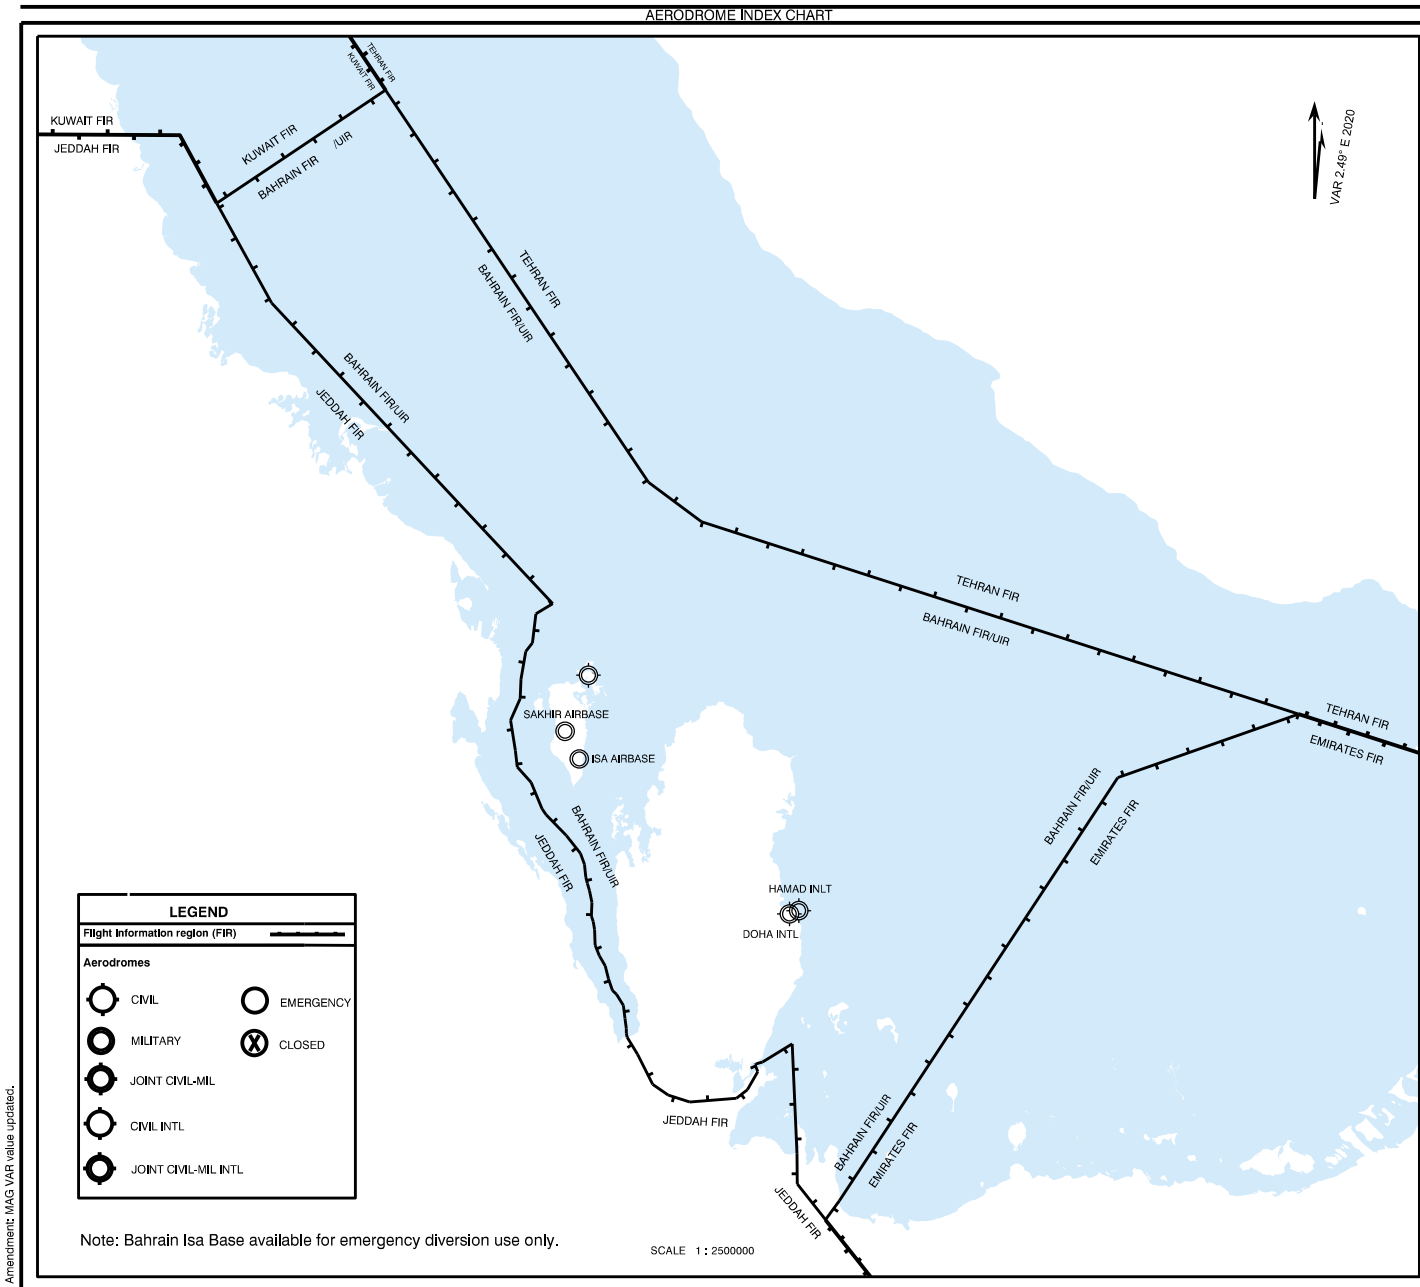 AERODROME INDEX CHART
TEHRAN FIR
KUWAIT FIR
KUWAIT FIR
JEDDAH FIR
KUWAIT FIR
BAHRAIN FIR /UIR
VAR 2.49° E 2020
TEHRAN FIR
BAHRAIN FIR/UIR
BAHRAIN FIR/UIR
JEDDAH FIR
TEHRAN FIR
BAHRAIN FIR/UIR
SAKHIR AIRBASE
ISA AIRBASE
TEHRAN FIR
EMIRATES FIR
BAHRAIN FIR/UIR
EMIRATES FIR
BAHRAIN FIR/UIR
JEDDAH FIR
HAMAD INLT
DOHA INTL
LEGEND
Flight Information region (FIR)
Aerodromes
CIVIL
EMERGENCY
MILITARY
CLOSED
JOINT CIVIL-MIL
CIVIL INTL
JOINT CIVIL-MIL INTL
JEDDAH FIR
BAHRAIN FIR/UIR
EMIRATES FIR
JEDDAH FIR
Note: Bahrain Isa Base available for emergency diversion use only.
SCALE 1 : 2500000
Amendment: MAG VAR value updated.